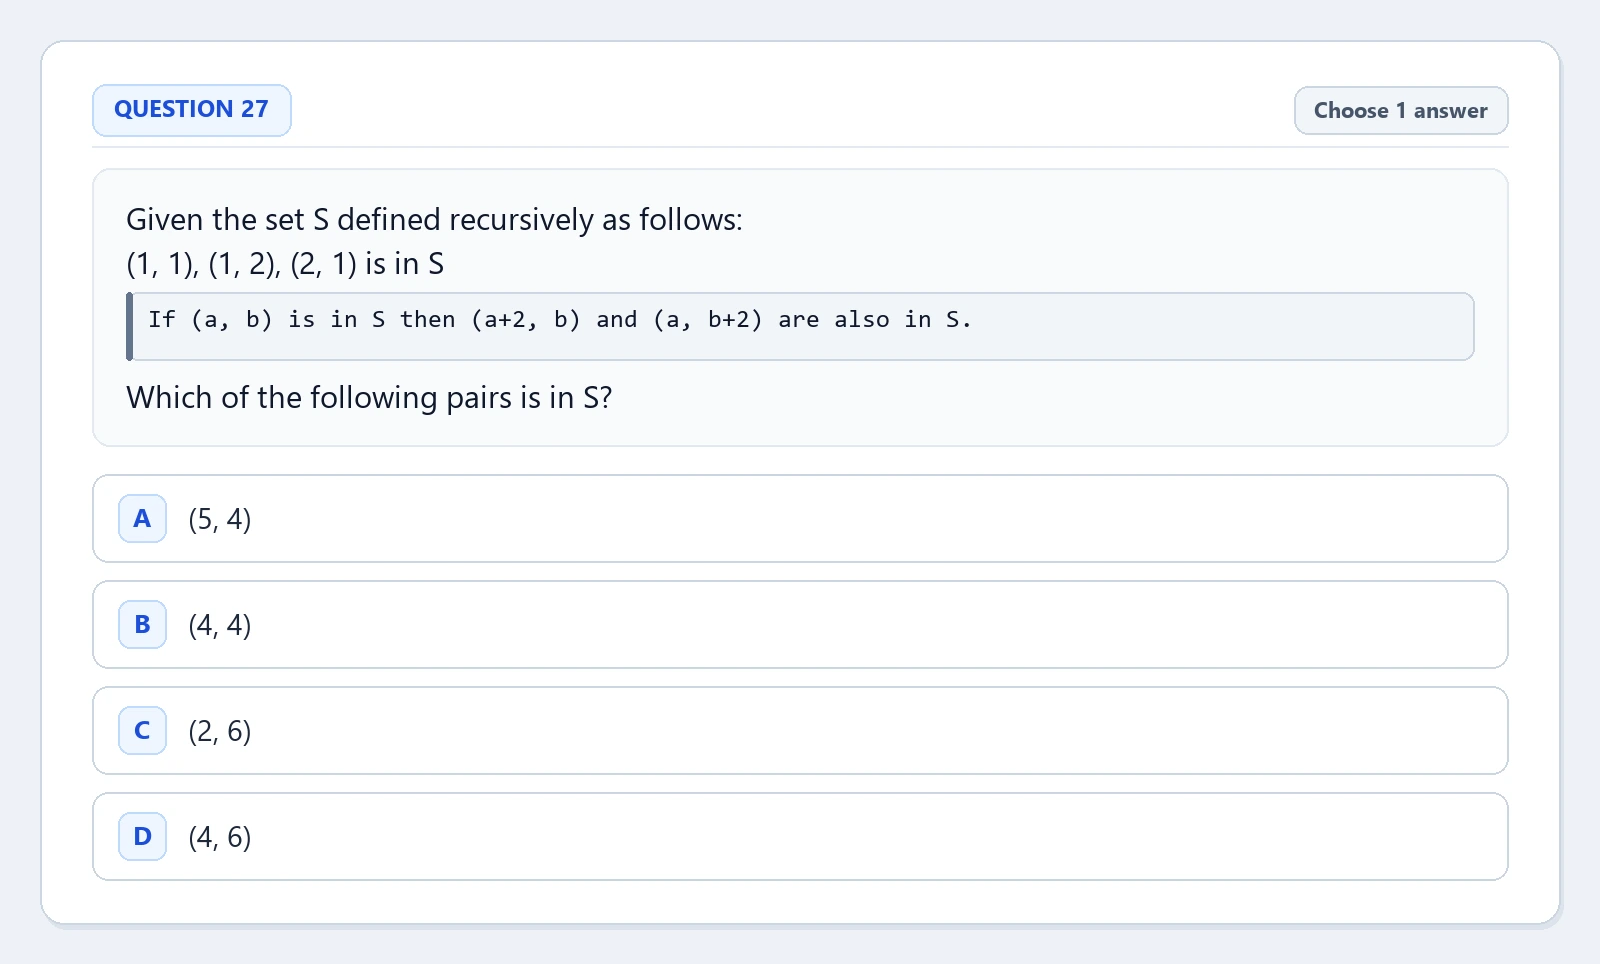 QUESTION 27
Choose 1 answer
Given the set S defined recursively as follows:
(1, 1), (1, 2), (2, 1) is in S
If (a, b) is in S then (a+2, b) and (a, b+2) are also in S.
Which of the following pairs is in S?
A (5, 4)
B (4, 4)
C (2, 6)
D (4, 6)